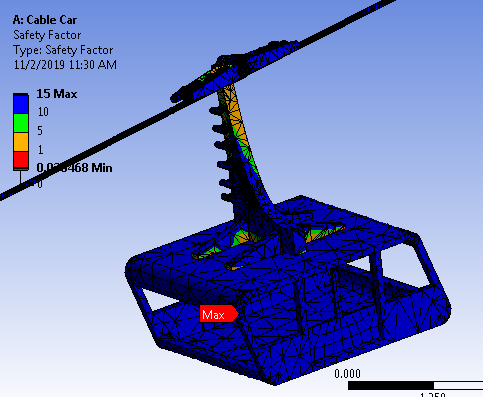 A: Cable Car
Safety Factor
Type: Safety Factor
11/2/2019 11:30 AM
15 Max
10
5
1
Min
0
Max
0.000